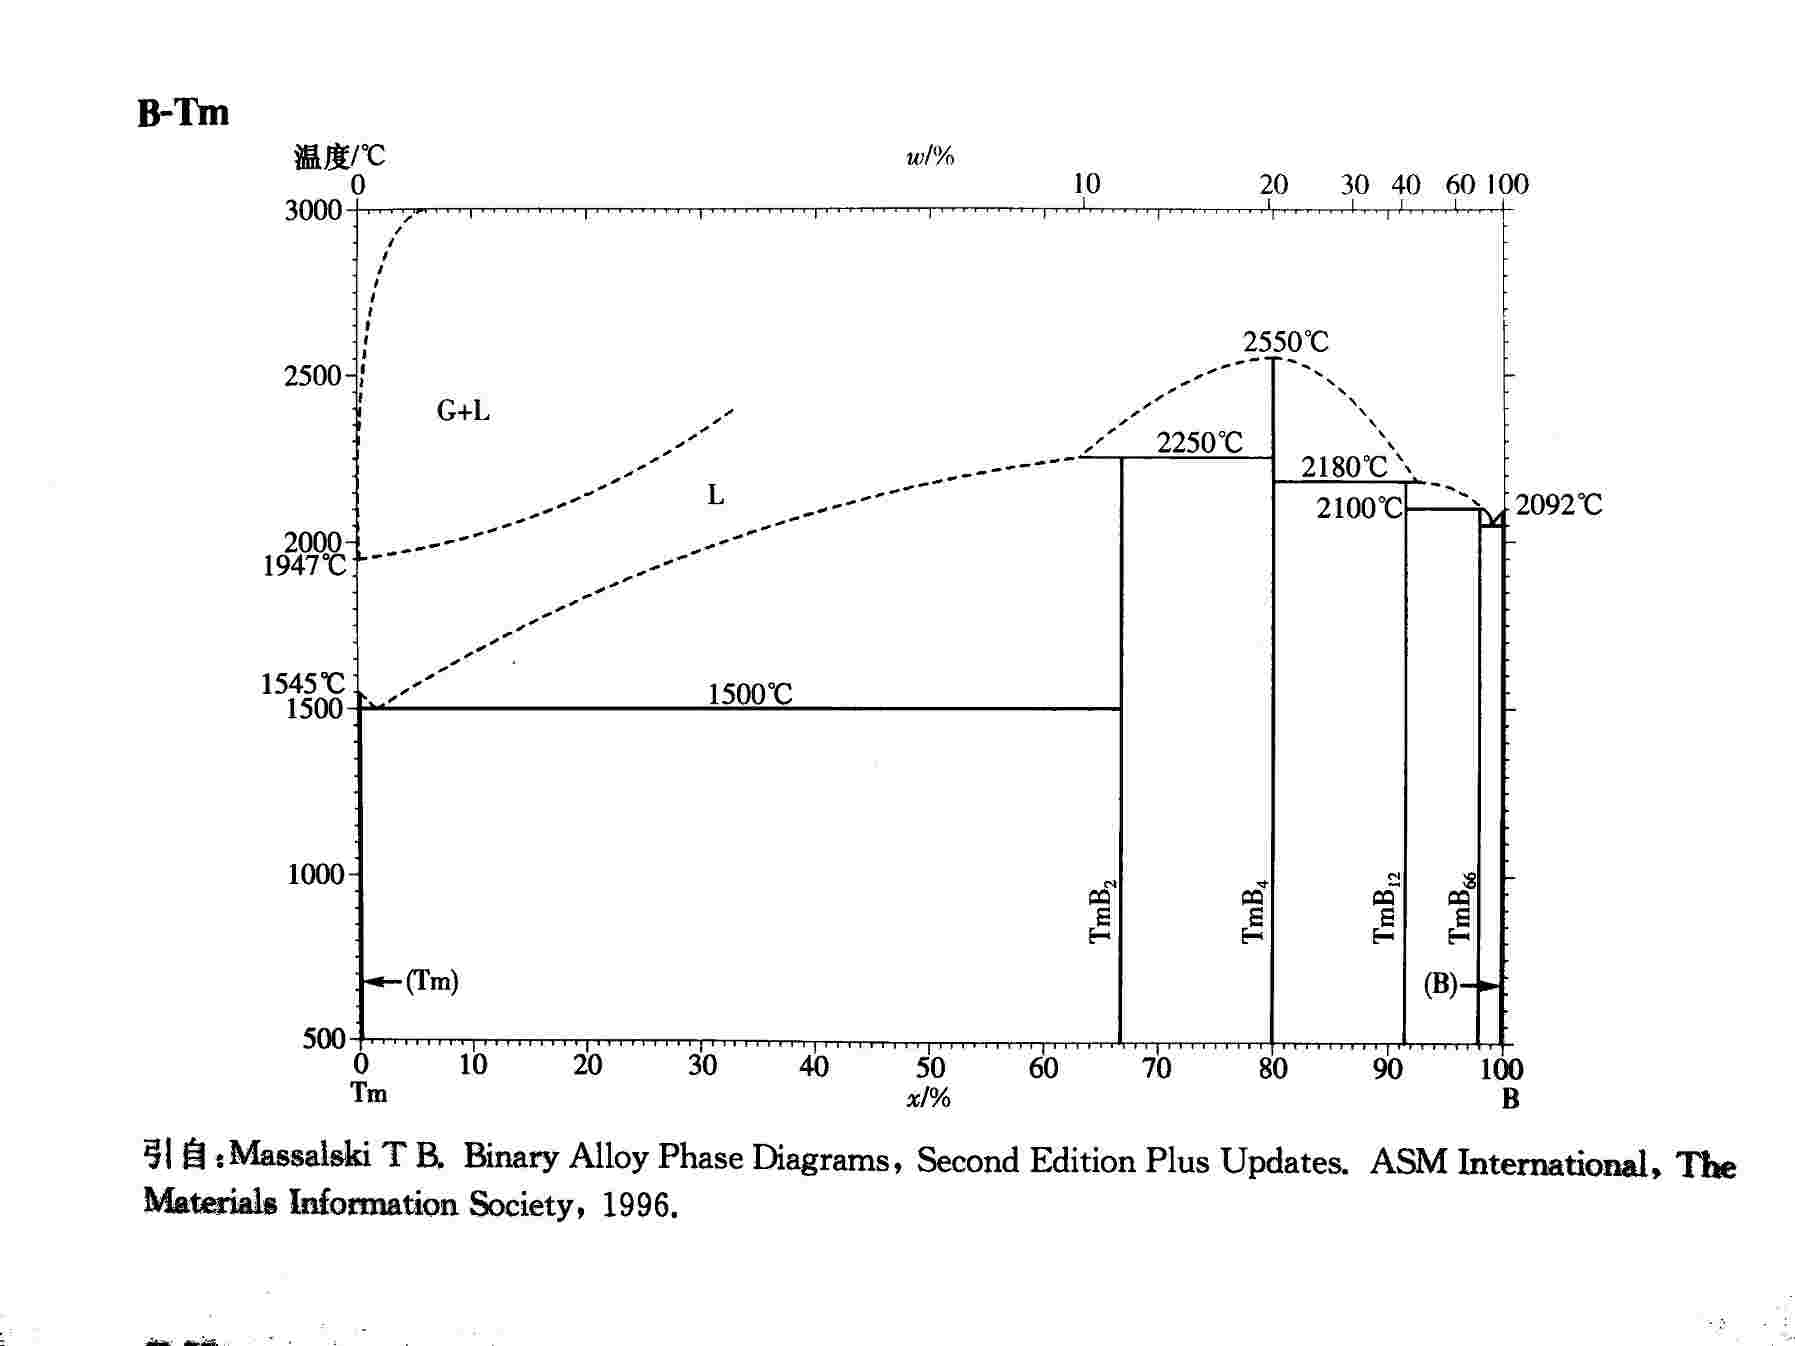 B-Tm
温度/℃
w/%
0 10 20 30 40 60 100
3000
2550℃
2500
G+L
2250℃
2180℃
L
2100℃
2092℃
2000
1947℃
1545℃
1500℃
1500
1000
TmB₂
TmB₄
TmB₁₂
TmB₆₆
(Tm)
(B)
500
0 10 20 30 40 50 60 70 80 90 100
Tm
x/%
B
引自:Massalski T B. Binary Alloy Phase Diagrams, Second Edition Plus Updates. ASM International, The
Materials Information Society, 1996.